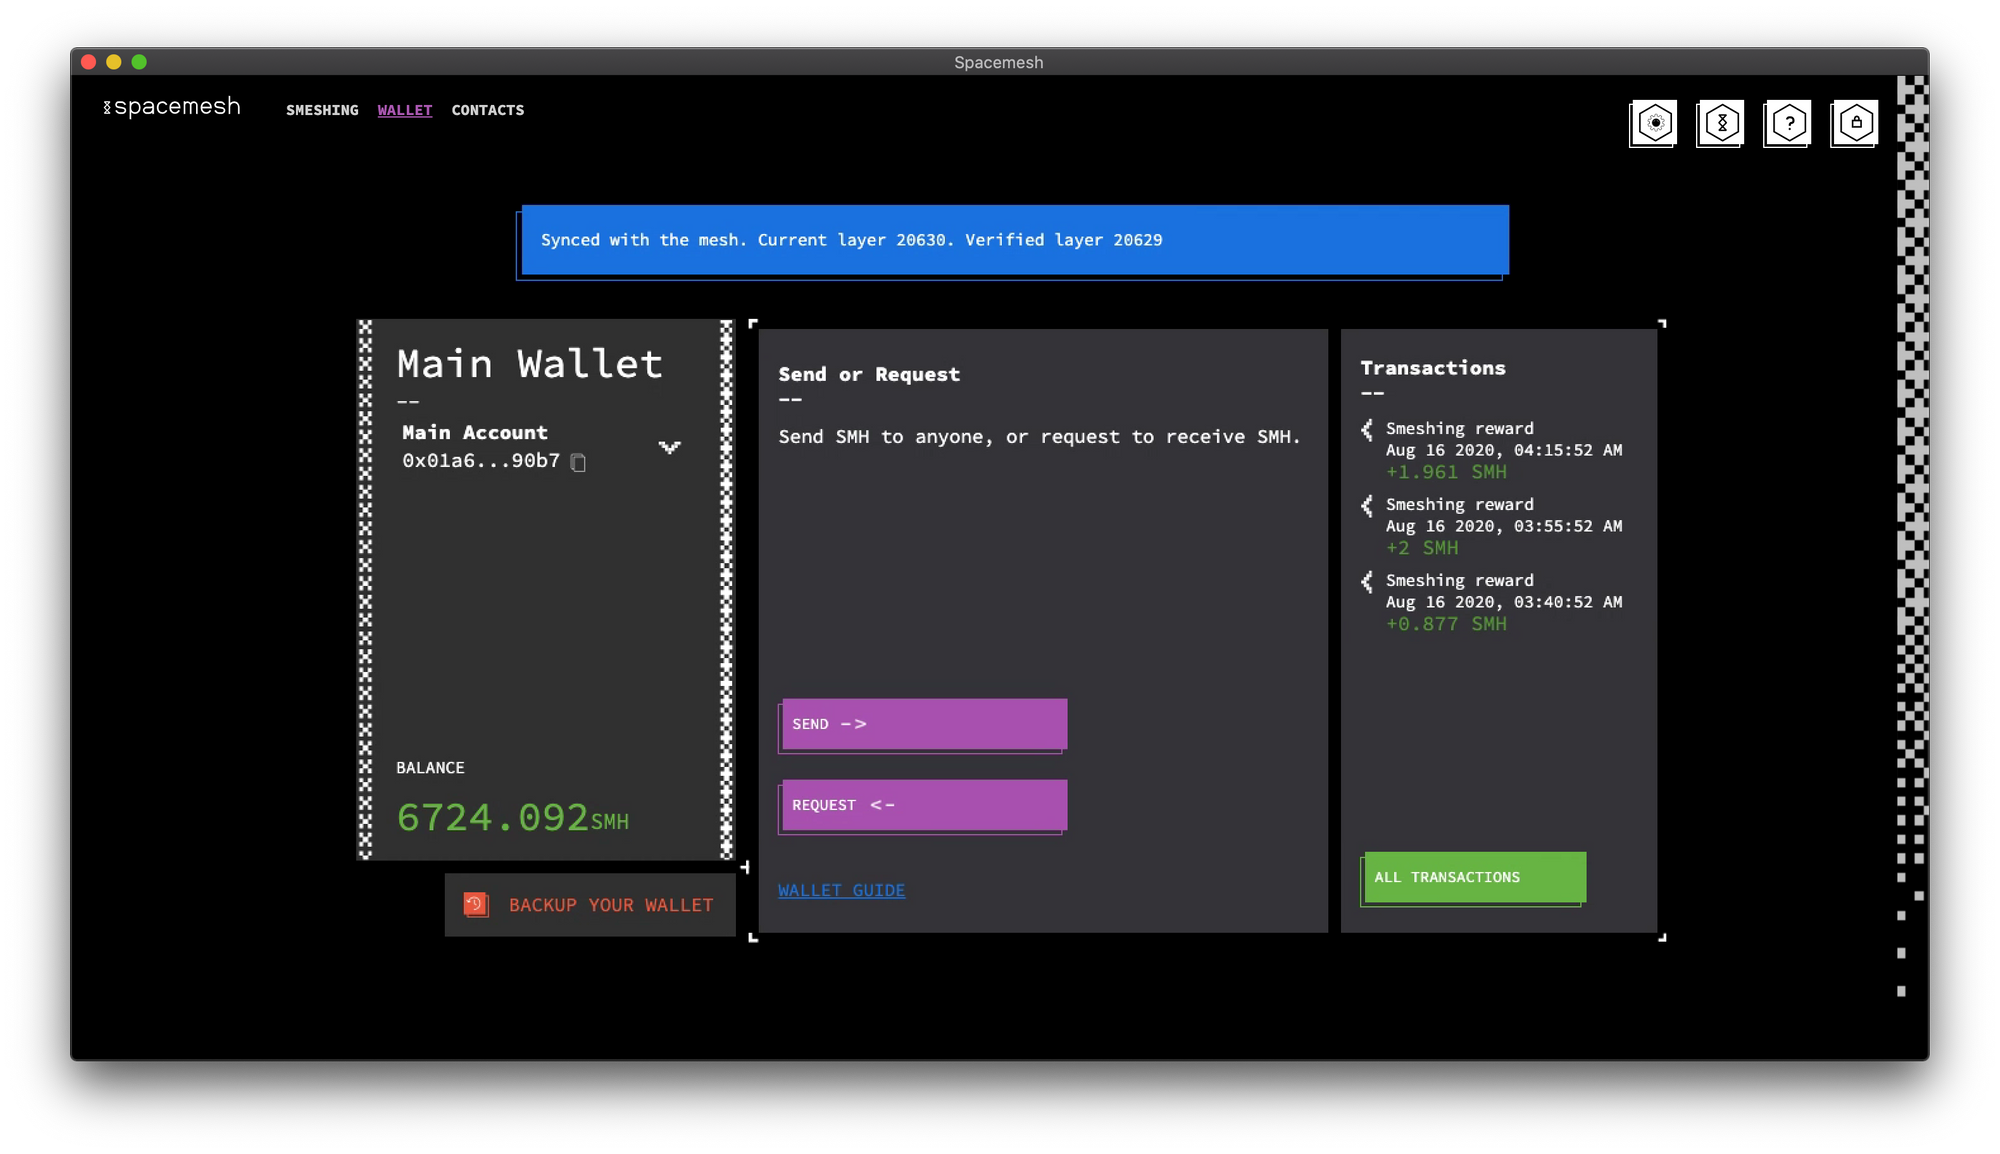 Spacemesh
spacemesh
SMESHING WALLET CONTACTS
?
Synced with the mesh. Current layer 20630. Verified layer 20629
Main Wallet
--
Main Account
0x01a6...90b7
BALANCE
6724.092SMH
BACKUP YOUR WALLET
Send or Request
--
Send SMH to anyone, or request to receive SMH.
SEND ->
REQUEST <-
WALLET GUIDE
Transactions
--
Smeshing reward
Aug 16 2020, 04:15:52 AM
+1.961 SMH
Smeshing reward
Aug 16 2020, 03:55:52 AM
+2 SMH
Smeshing reward
Aug 16 2020, 03:40:52 AM
+0.877 SMH
ALL TRANSACTIONS